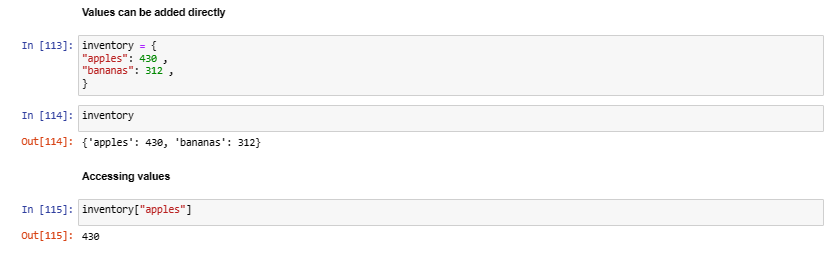 Values can be added directly
In [113]: inventory = {
"apples": 430 ,
"bananas": 312 ,
}
In [114]: inventory
Out[114]: {'apples': 430, 'bananas': 312}
Accessing values
In [115]: inventory["apples"]
Out[115]: 430